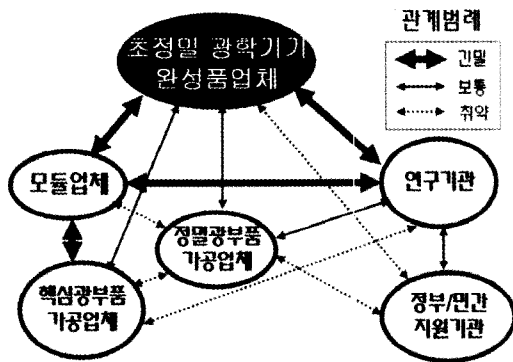 관계범례
긴밀
보통
취약
초정밀 광학기기
완성품업체
모듈업체
연구기관
정밀광부품
가공업체
핵심광부품
가공업체
정부/민간
지원기관